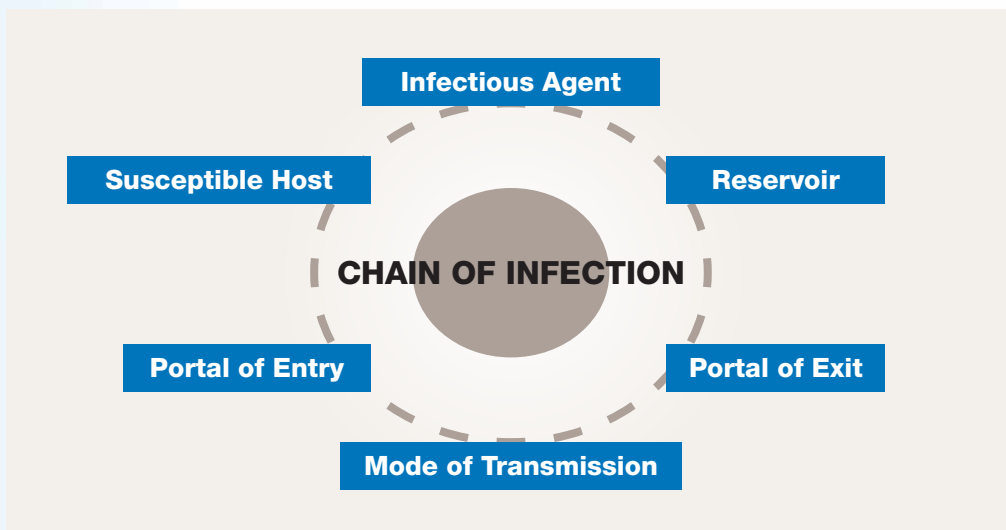 Infectious Agent
Susceptible Host
Reservoir
CHAIN OF INFECTION
Portal of Entry
Portal of Exit
Mode of Transmission